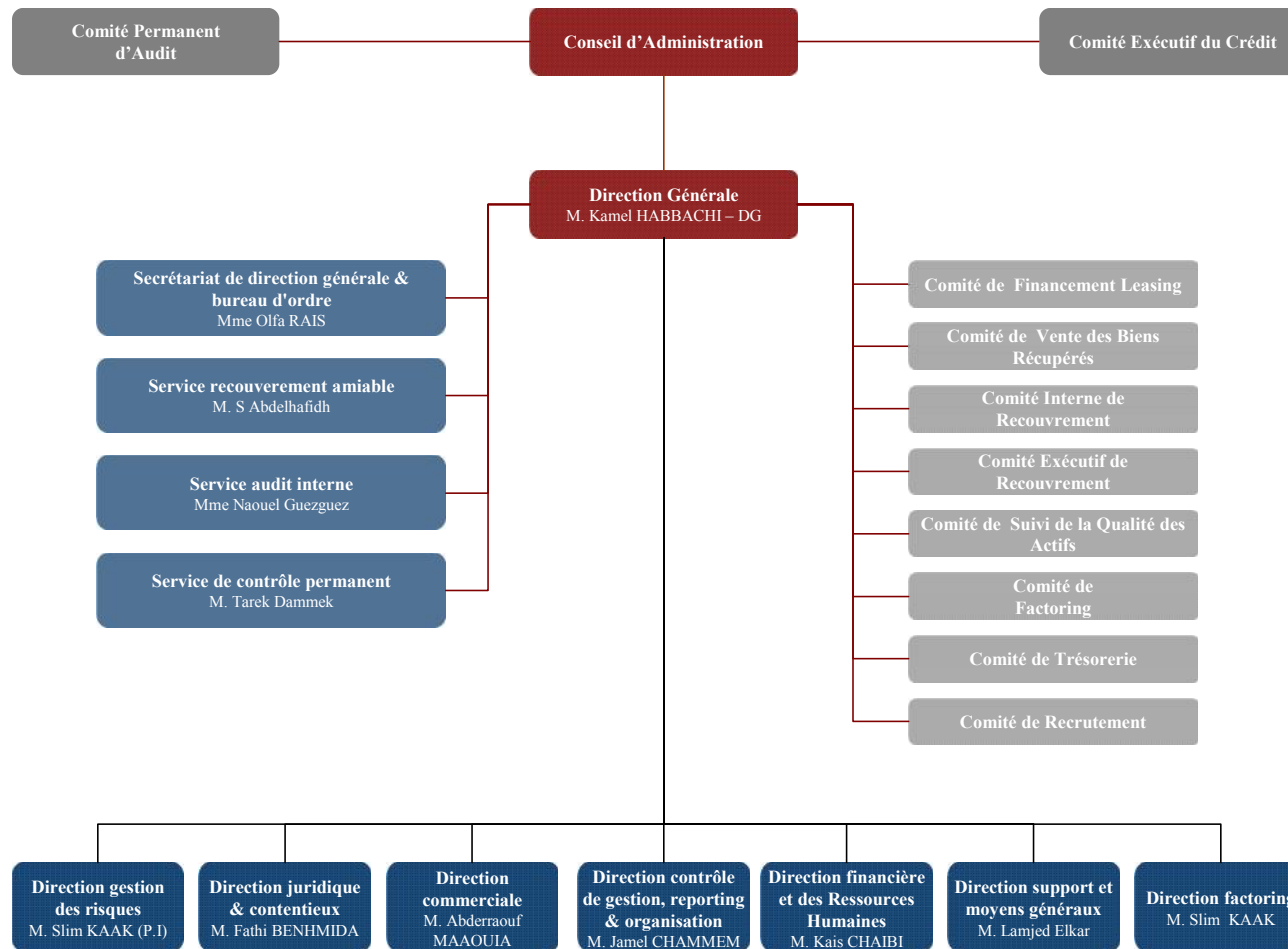 Comité Permanent
d’Audit
Conseil d’Administration
Comité Exécutif du Crédit
Direction Générale
M. Kamel HABBACHI – DG
Secrétariat de direction générale &
bureau d'ordre
Mme Olfa RAIS
Service recouverement amiable
M. S Abdelhafidh
Service audit interne
Mme Naouel Guezguez
Service de contrôle permanent
M. Tarek Dammek
Comité de Financement Leasing
Comité de Vente des Biens
Récupérés
Comité Interne de
Recouvrement
Comité Exécutif de
Recouvrement
Comité de Suivi de la Qualité des
Actifs
Comité de
Factoring
Comité de Trésorerie
Comité de Recrutement
Direction gestion
des risques
M. Slim KAAK (P.I)
Direction juridique
& contentieux
M. Fathi BENHMIDA
Direction
commerciale
M. Abderraouf
MAAOUIA
Direction contrôle
de gestion, reporting
& organisation
M. Jamel CHAMMEM
Direction financière
et des Ressources
Humaines
M. Kais CHAIBI
Direction support et
moyens généraux
M. Lamjed Elkar
Direction factoring
M. Slim KAAK